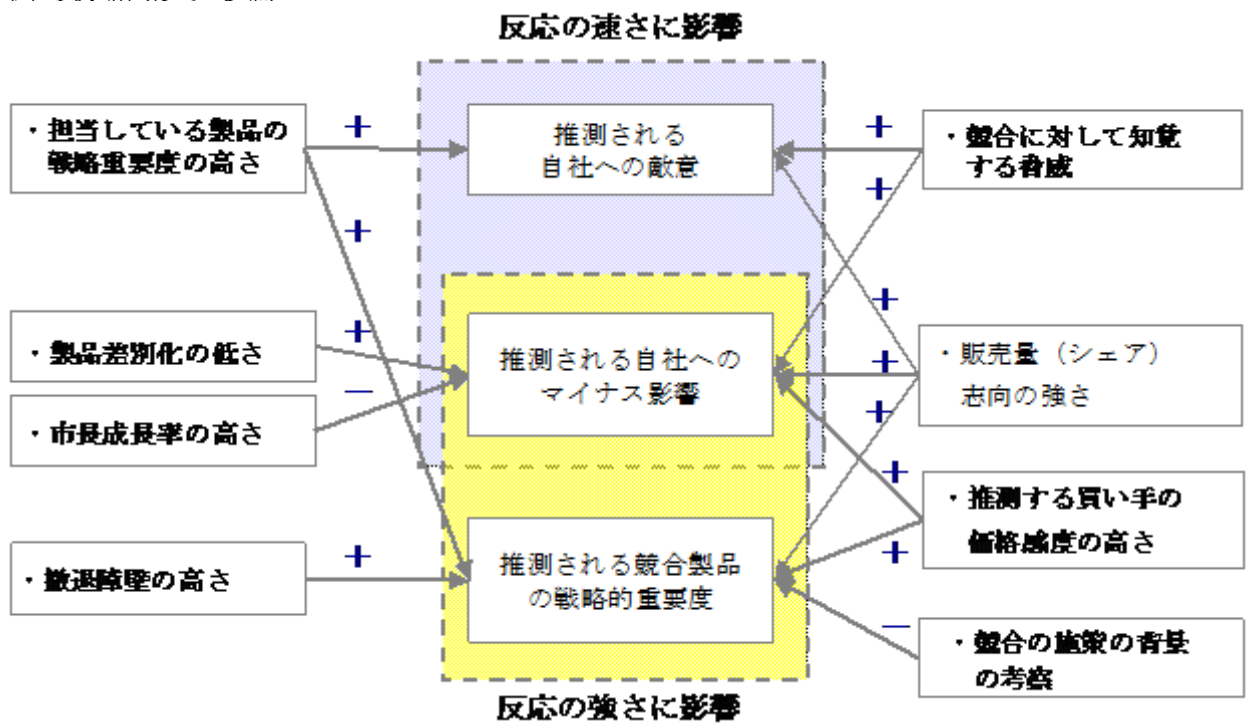 反応の速さに影響
・担当している製品の
戦略重要度の高さ
・製品差別化の低さ
・市長成長率の高さ
・撤退障壁の高さ
推測される
自社への敵意
推測される自社への
マイナス影響
推測される競合製品
の戦略的重要度
・競合に対して知覚
する脅威
・販売量（シェア）
志向の強さ
・推測する買い手の
価格感度の高さ
・競合の施策の背景
の考察
+
+
+
−
+
+
+
+
+
+
+
+
−
反応の強さに影響